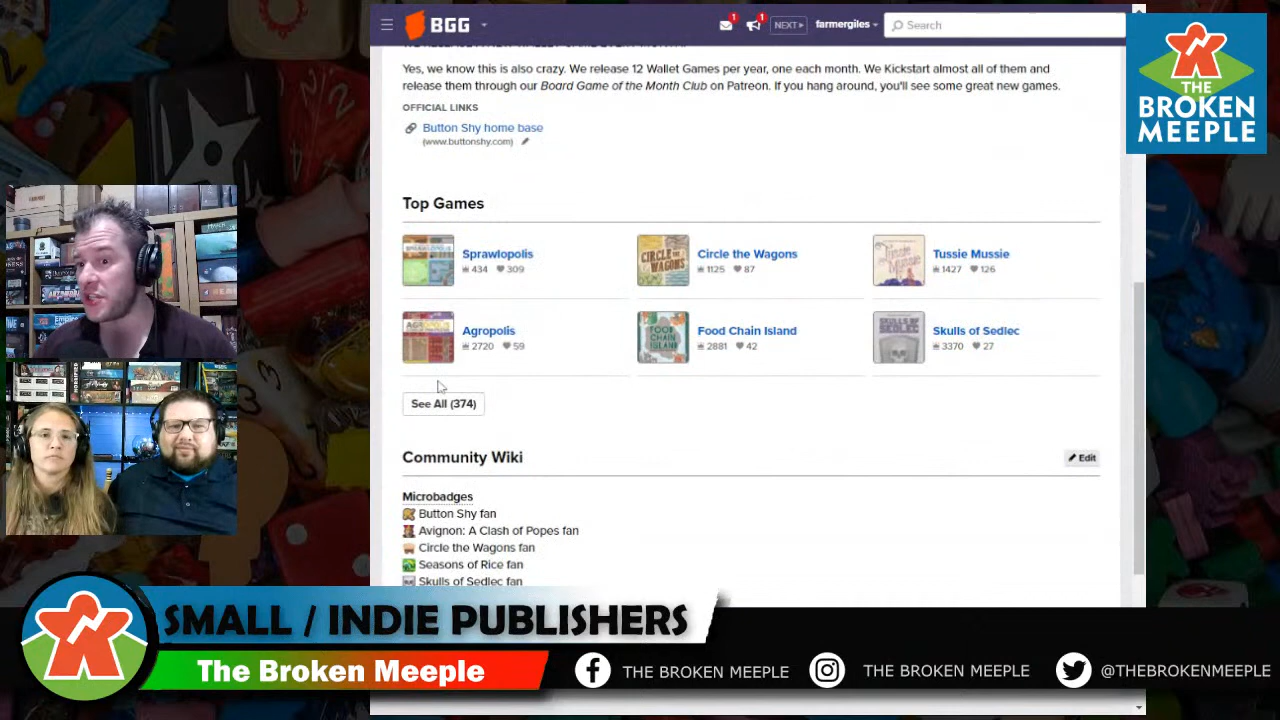 BGG
1
1
NEXT
farmergiles
Search
THE
BROKEN
MEEPLE
Yes, we know this is also crazy. We release 12 Wallet Games per year, one each month. We Kickstart almost all of them and
release them through our Board Game of the Month Club on Patreon. If you hang around, you'll see some great new games.
OFFICIAL LINKS
Button Shy home base
(www.buttonshy.com)
Top Games
Sprawlopolis
434 309
Circle the Wagons
1125 87
Tussie Mussie
1427 126
Agropolis
2720 59
Food Chain Island
2881 42
Skulls of Sedlec
3370 27
See All (374)
Community Wiki
Edit
Microbadges
Button Shy fan
Avignon: A Clash of Popes fan
Circle the Wagons fan
Seasons of Rice fan
Skulls of Sedlec fan
SMALL / INDIE PUBLISHERS
The Broken Meeple
THE BROKEN MEEPLE
THE BROKEN MEEPLE
@THEBROKENMEEPLE